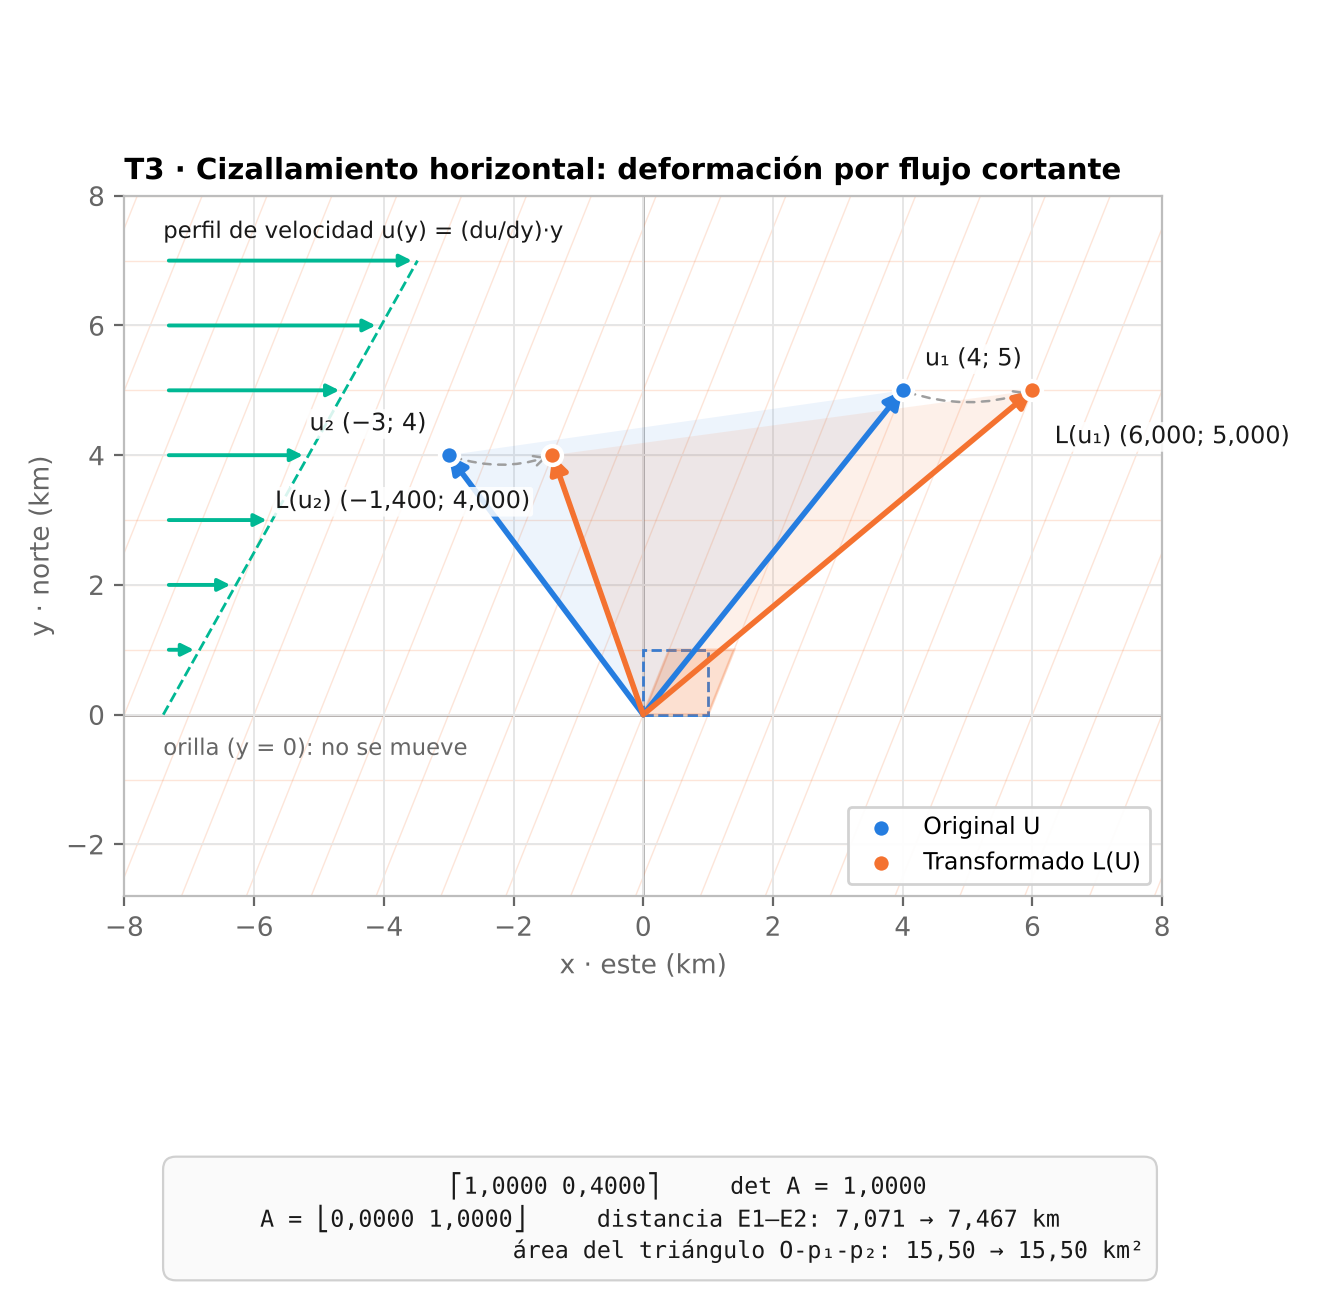 T3 · Cizallamiento horizontal: deformación por flujo cortante
8
perfil de velocidad u(y) = (du/dy)·y
6
u₁ (4; 5)
u₂ (−3; 4)
L(u₁) (6,000; 5,000)
4
L(u₂) (−1,400; 4,000)
2
y · norte (km)
0
orilla (y = 0): no se mueve
Original U
−2
Transformado L(U)
−8 −6 −4 −2 0 2 4 6 8
x · este (km)
⎡1,0000 0,4000⎤ det A = 1,0000
A = ⎣0,0000 1,0000⎦ distancia E1–E2: 7,071 → 7,467 km
área del triángulo O-p₁-p₂: 15,50 → 15,50 km²